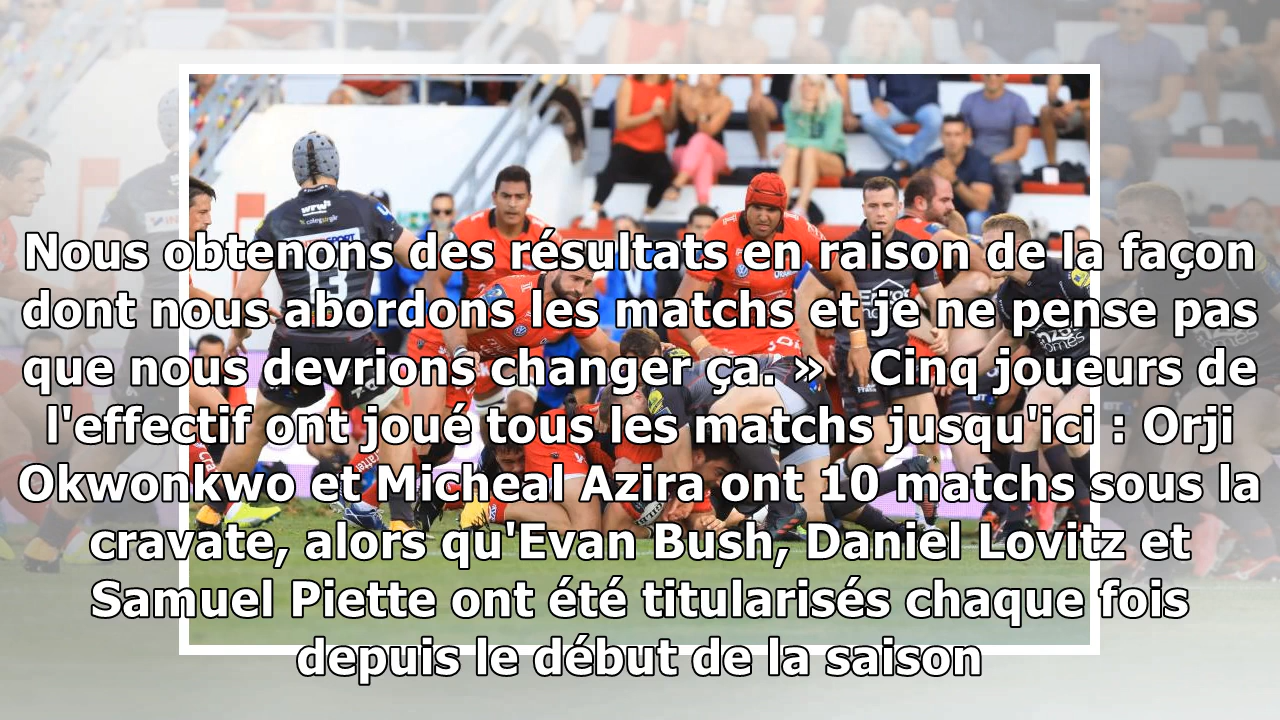 Nous obtenons des résultats en raison de la façon
dont nous abordons les matchs et je ne pense pas
que nous devrions changer ça. »   Cinq joueurs de
l'effectif ont joué tous les matchs jusqu'ici : Orji
Okwonkwo et Micheal Azira ont 10 matchs sous la
cravate, alors qu'Evan Bush, Daniel Lovitz et
Samuel Piette ont été titularisés chaque fois
depuis le début de la saison
13